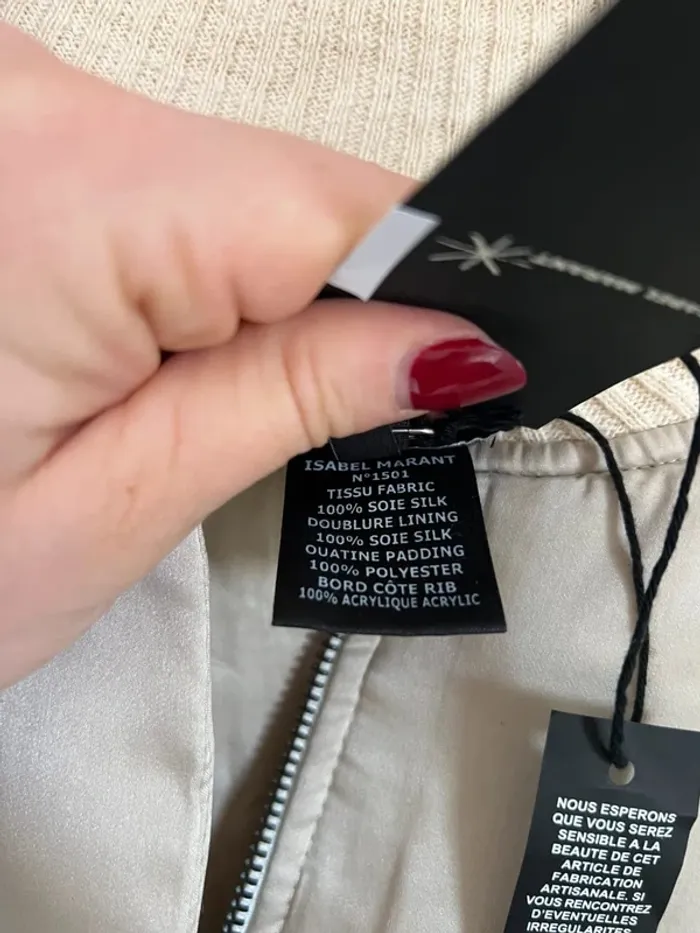 ISABEL MARANT
N°1501
TISSU FABRIC
100% SOIE SILK
DOUBLURE LINING
100% SOIE SILK
OUATINE PADDING
100% POLYESTER
BORD CÔTE RIB
100% ACRYLIQUE ACRYLIC
NOUS ESPERONS
QUE VOUS SEREZ
SENSIBLE A LA
BEAUTE DE CET
ARTICLE DE
FABRICATION
ARTISANALE. SI
VOUS RENCONTREZ
D'EVENTUELLES
IRREGULARITES